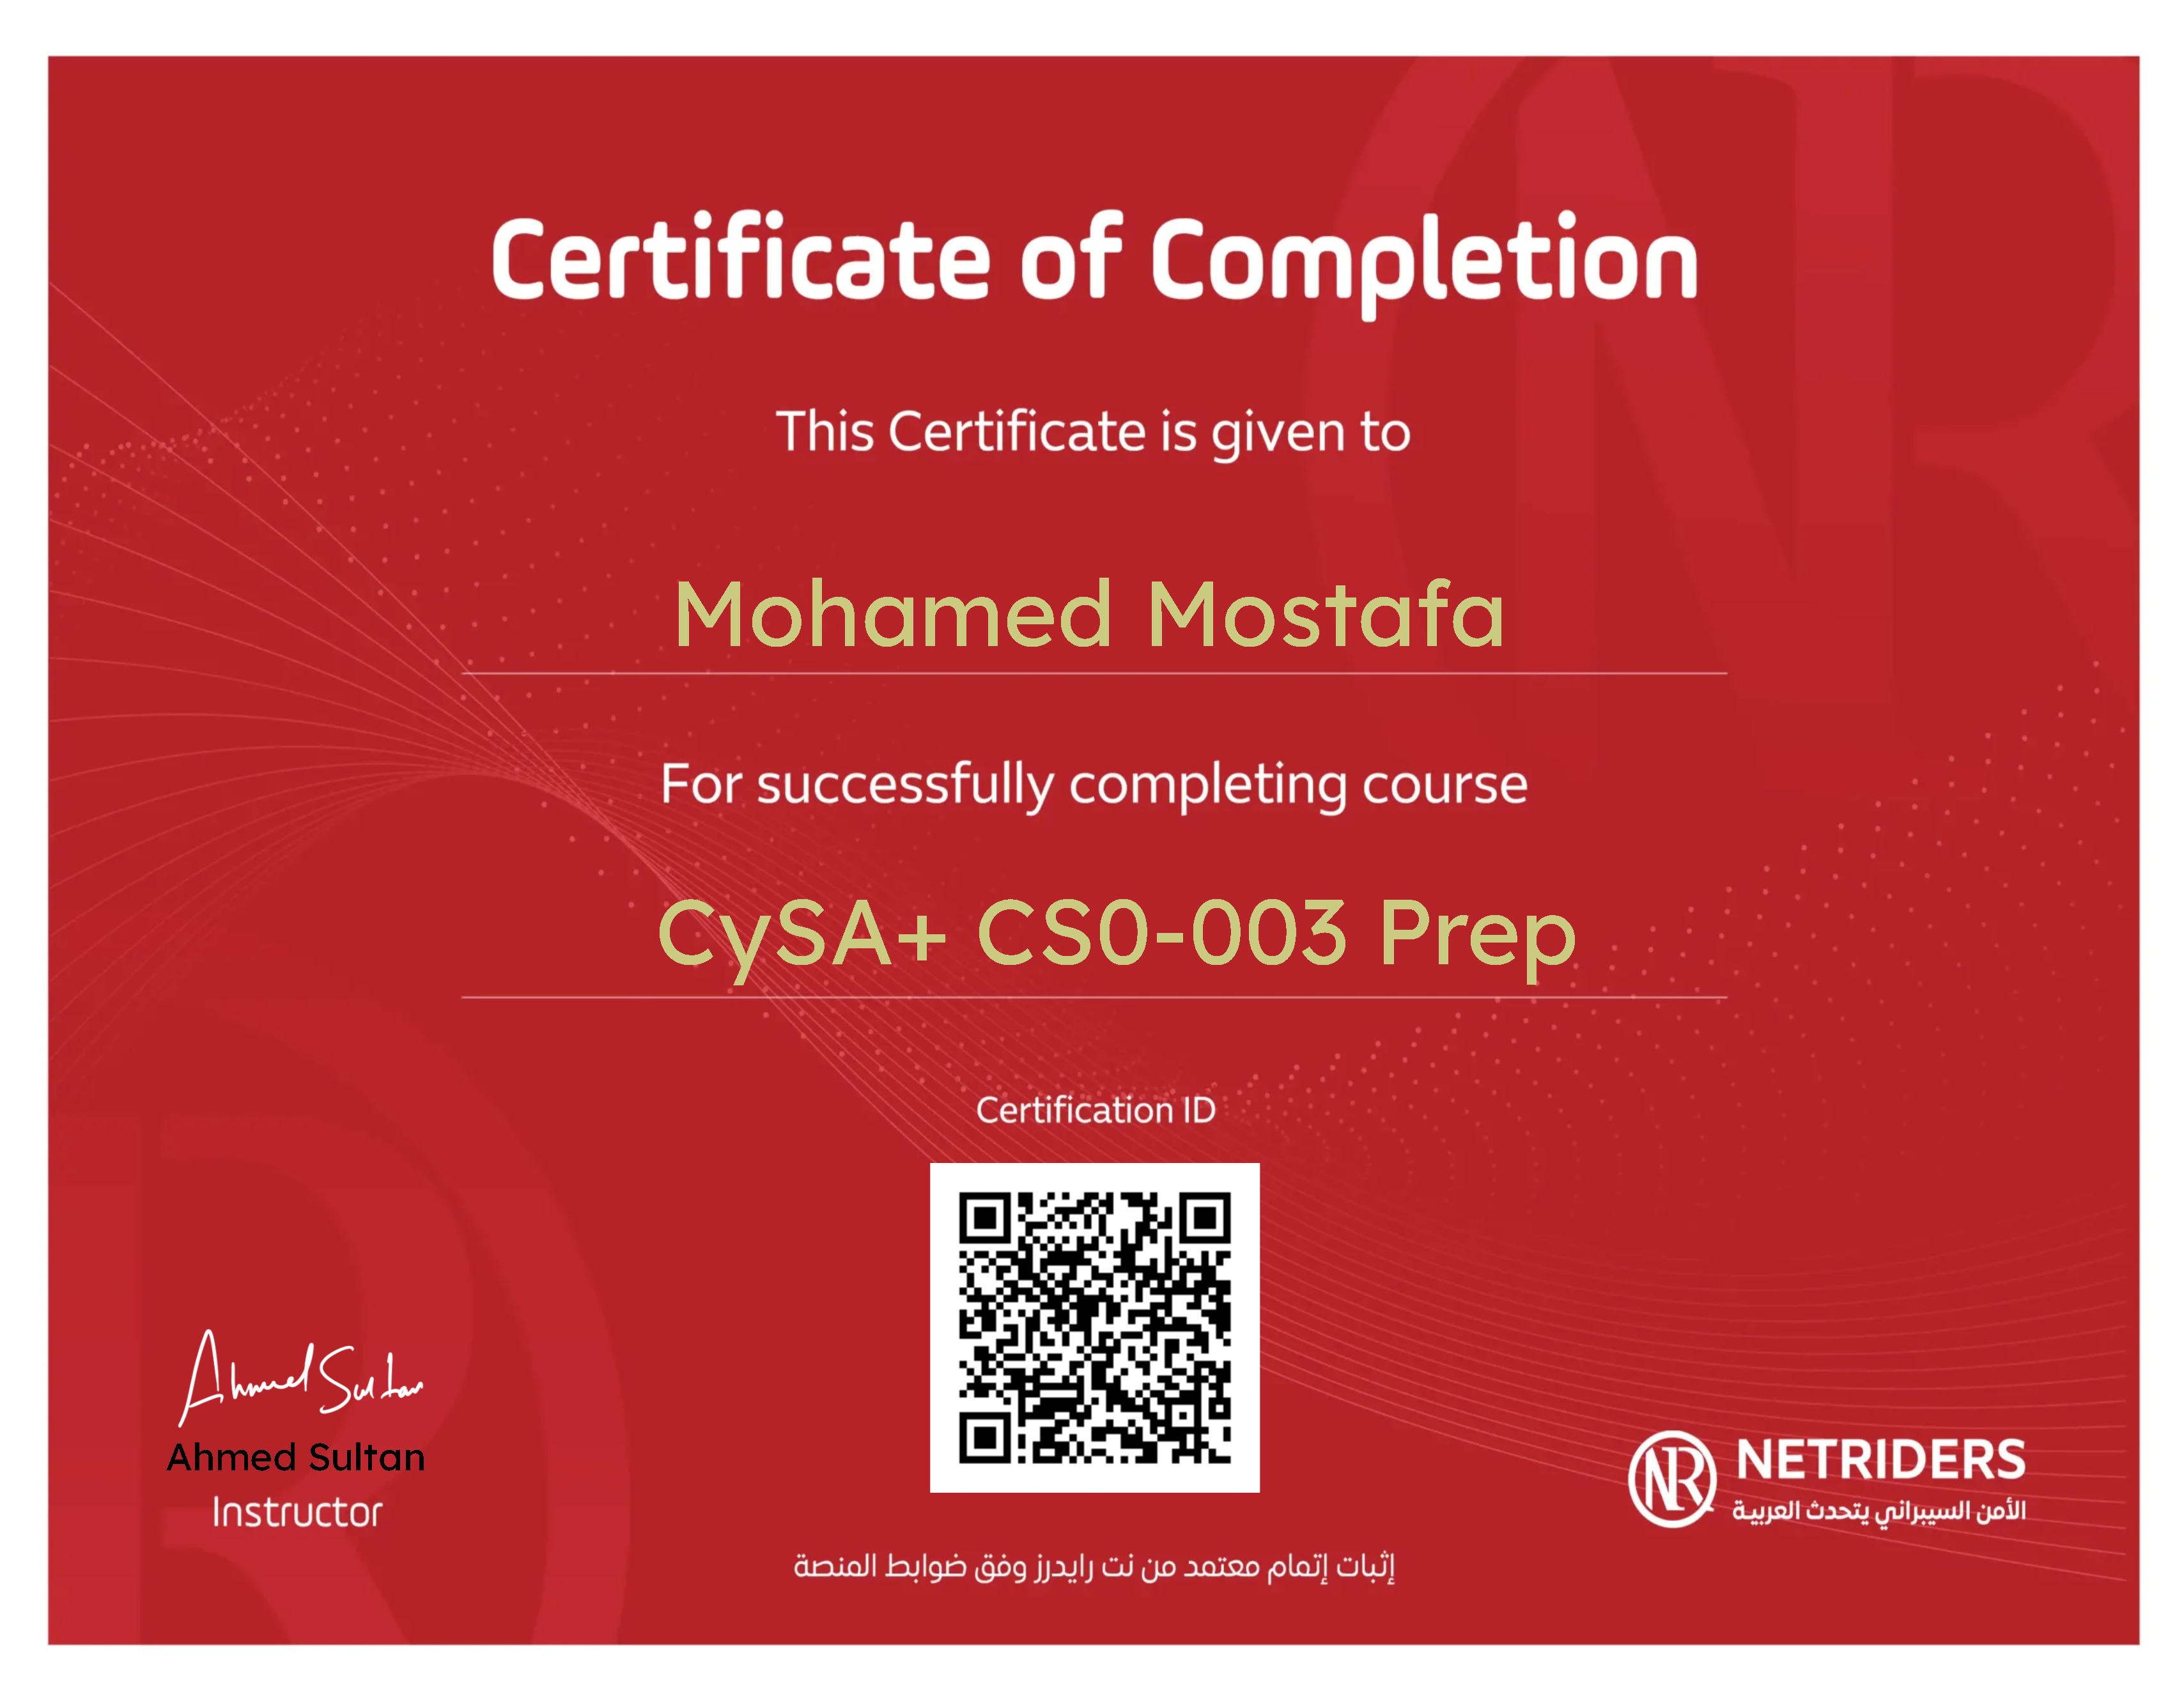 Certificate of Completion
This Certificate is given to
Mohamed Mostafa
For successfully completing course
CySA+ CS0-003 Prep
Certification ID
Ahmed Sultan
Ahmed Sultan
Instructor
NR NETRIDERS
الأمن السيبراني يتحدث العربية
إثبات إتمام معتمد من نت رايدرز وفق ضوابط المنصة